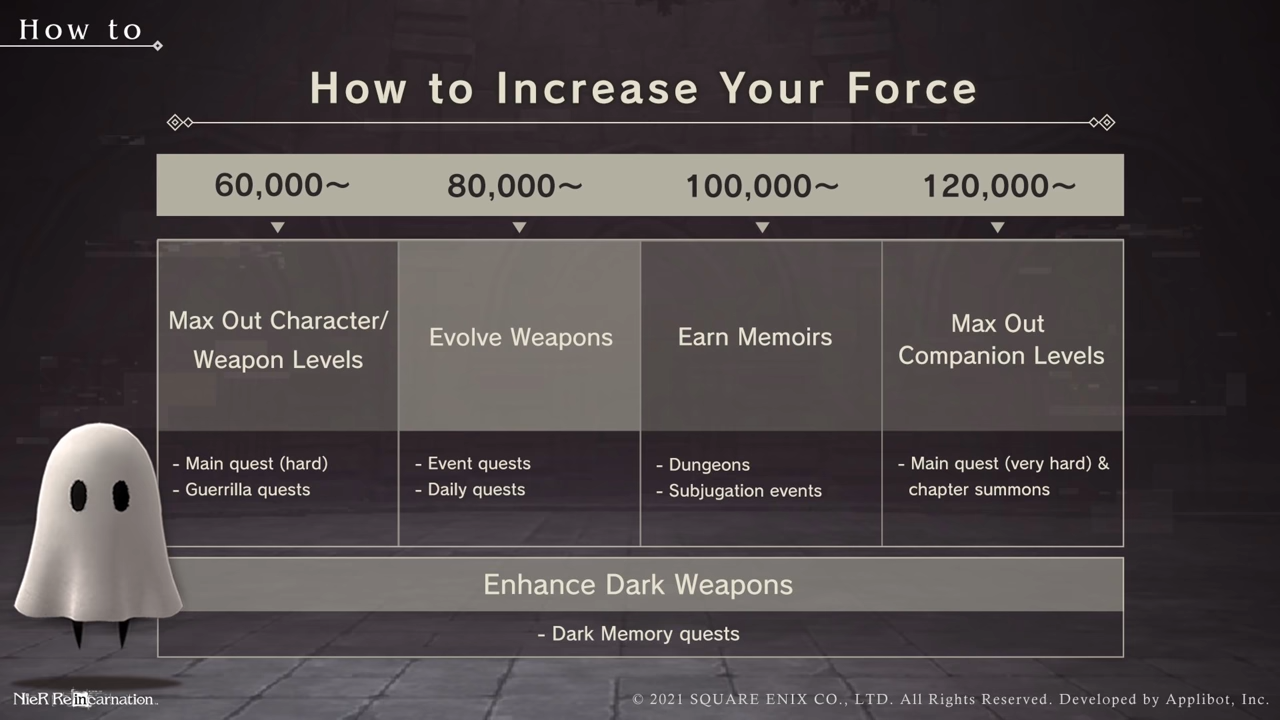 How to
How to Increase Your Force
60,000～ 80,000～ 100,000～ 120,000～
Max Out Character/
Weapon Levels
Evolve Weapons
Earn Memoirs
Max Out
Companion Levels
- Main quest (hard)
- Guerrilla quests
- Event quests
- Daily quests
- Dungeons
- Subjugation events
- Main quest (very hard) &
chapter summons
Enhance Dark Weapons
- Dark Memory quests
NieR Re[in]carnation
© 2021 SQUARE ENIX CO., LTD. All Rights Reserved. Developed by Applibot, Inc.